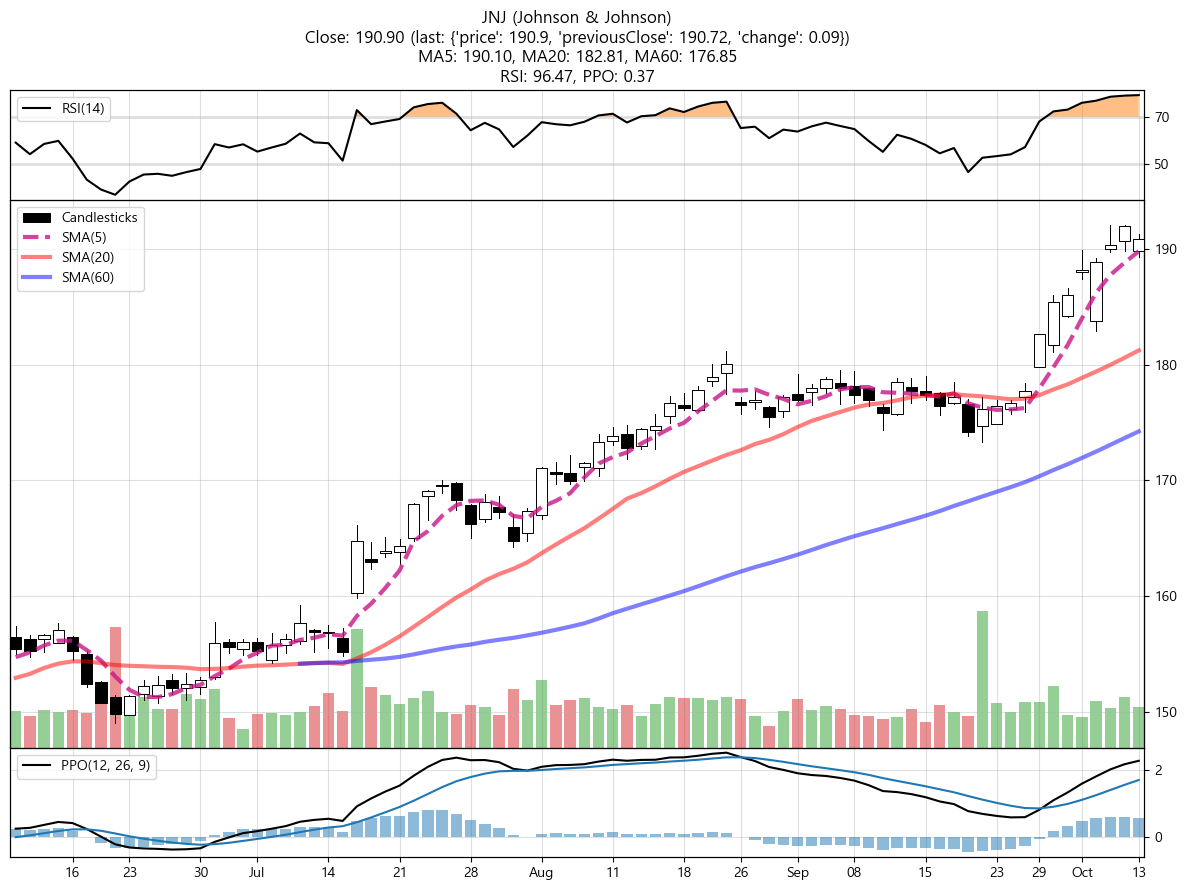 JNJ (Johnson & Johnson)
Close: 190.90 (last: {'price': 190.9, 'previousClose': 190.72, 'change': 0.09})
MA5: 190.10, MA20: 182.81, MA60: 176.85
RSI: 96.47, PPO: 0.37
RSI(14)
70
50
Candlesticks
SMA(5)
SMA(20)
SMA(60)
190
180
170
160
150
PPO(12, 26, 9)
2
0
16 23 30 Jul 14 21 28 Aug 11 18 26 Sep 08 15 23 29 Oct 13